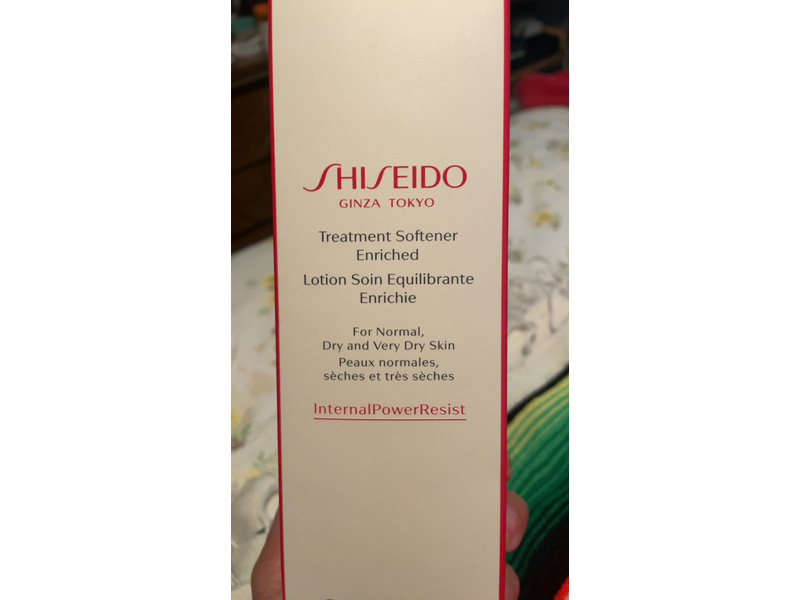 SHISEIDO
GINZA TOKYO
Treatment Softener
Enriched
Lotion Soin Equilibrante
Enrichie
For Normal,
Dry and Very Dry Skin
Peaux normales,
sèches et très sèches
InternalPowerResist